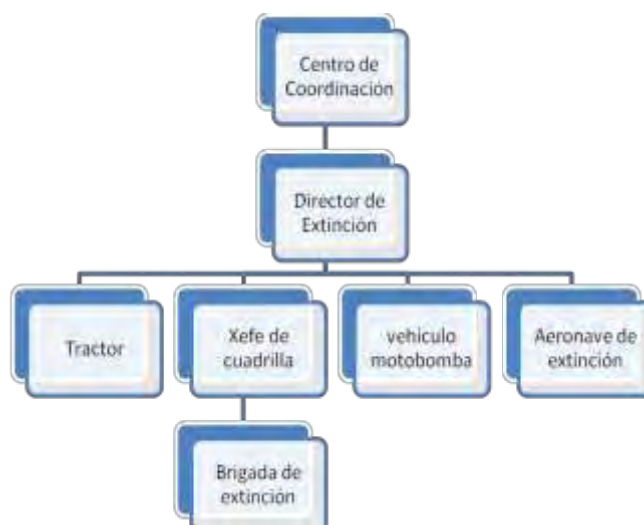 Centro de
Coordinación
Director de
Extinción
Tractor
Xefe de
cuadrilla
vehiculo
motobomba
Aeronave de
extinción
Brigada de
extinción